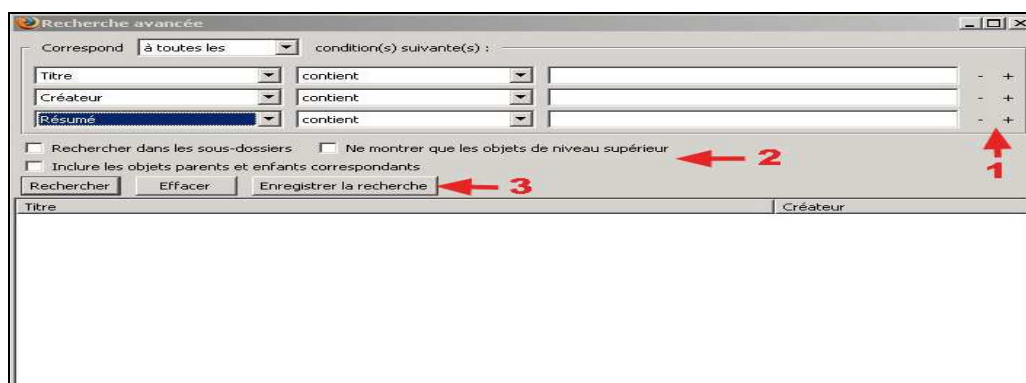 Recherche avancée
Correspond à toutes les condition(s) suivante(s) :
Titre contient - +
Créateur contient - +
Résumé contient - +
Rechercher dans les sous-dossiers Ne montrer que les objets de niveau supérieur
2
Inclure les objets parents et enfants correspondants
1
Rechercher Effacer Enregistrer la recherche 3
Titre Créateur